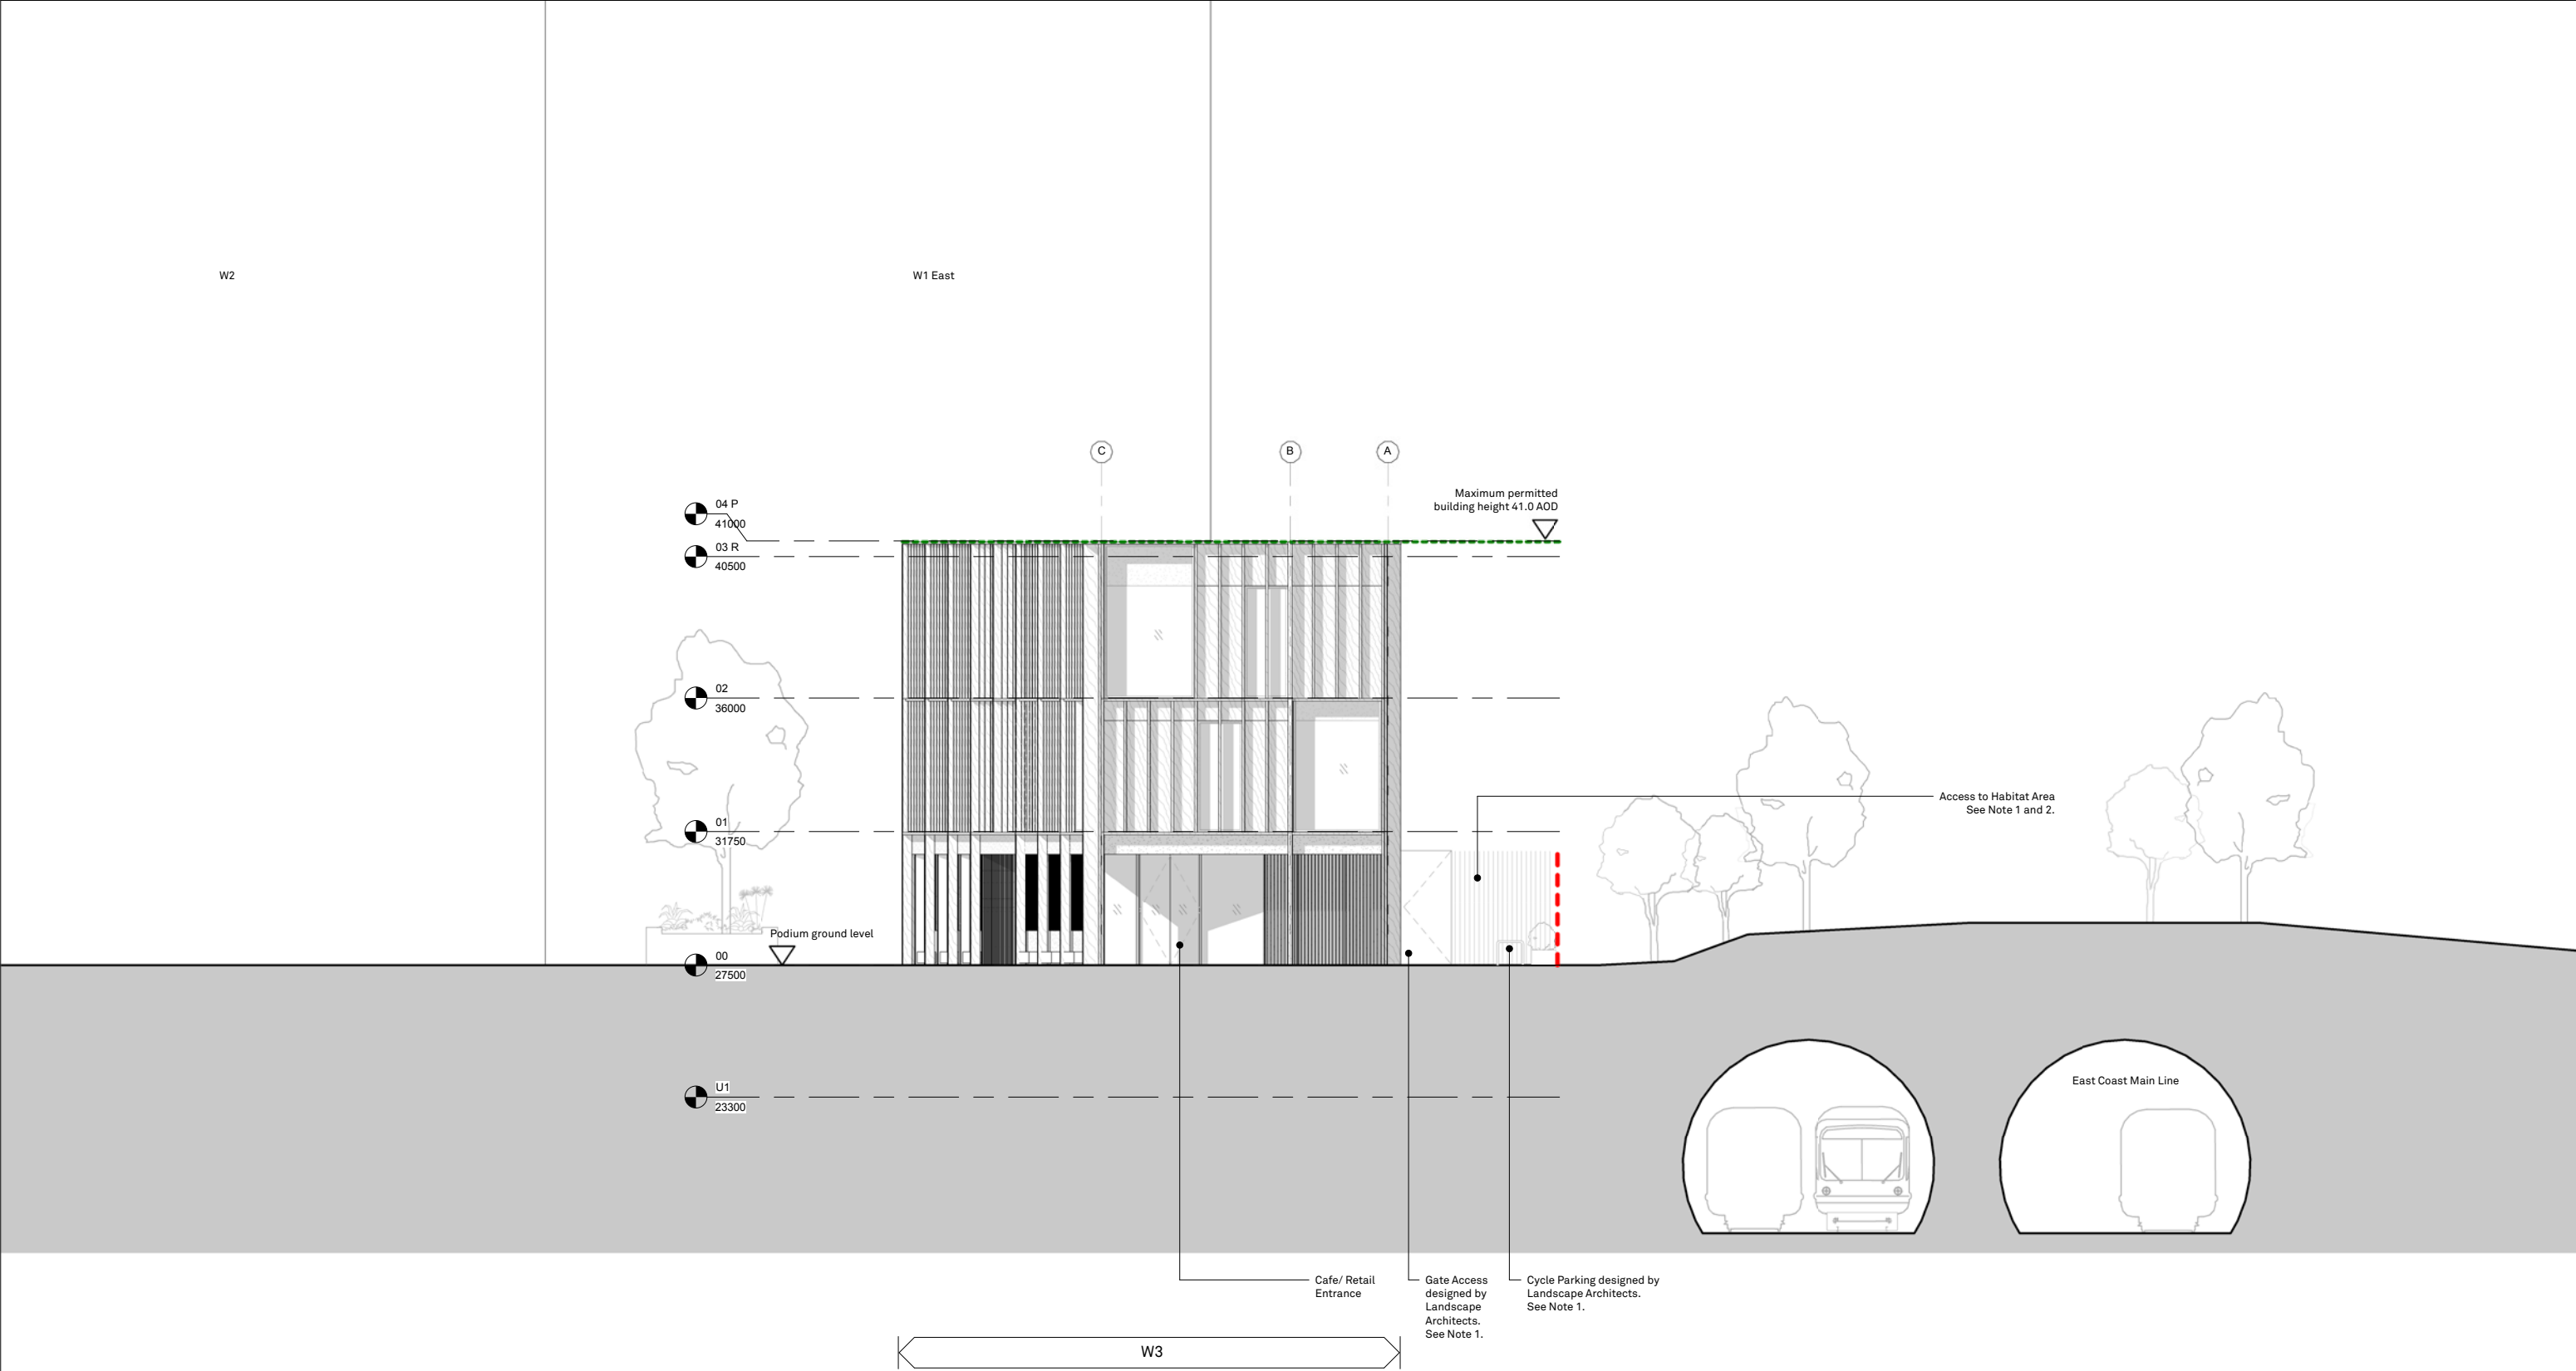 W2
W1 East
C
B
A
Maximum permitted
building height 41.0 AOD
04 P
41000
03 R
40500
02
36000
01
31750
Access to Habitat Area
See Note 1 and 2.
Podium ground level
00
27500
U1
23300
East Coast Main Line
Cafe/ Retail
Entrance
Gate Access
designed by
Landscape
Architects.
See Note 1.
Cycle Parking designed by
Landscape Architects.
See Note 1.
W3